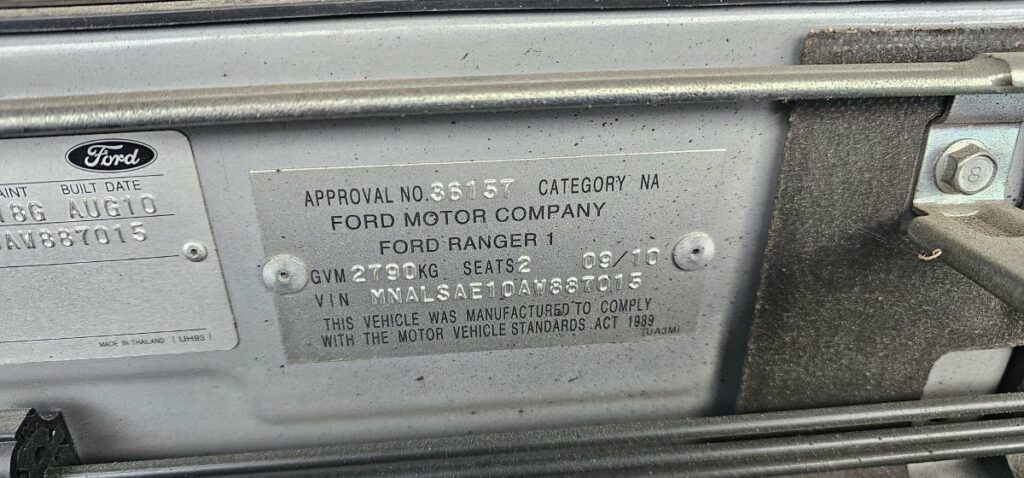 Ford
AINT BUILT DATE
18G AUG10
AW887015
MADE IN THAILAND UH93
APPROVAL NO. 36157 CATEGORY NA
FORD MOTOR COMPANY
FORD RANGER 1
GVM 2790KG SEATS 2 09/10
VIN MNALSAE10AW887015
THIS VEHICLE WAS MANUFACTURED TO COMPLY
WITH THE MOTOR VEHICLE STANDARDS ACT 1989
(UA3M)
8